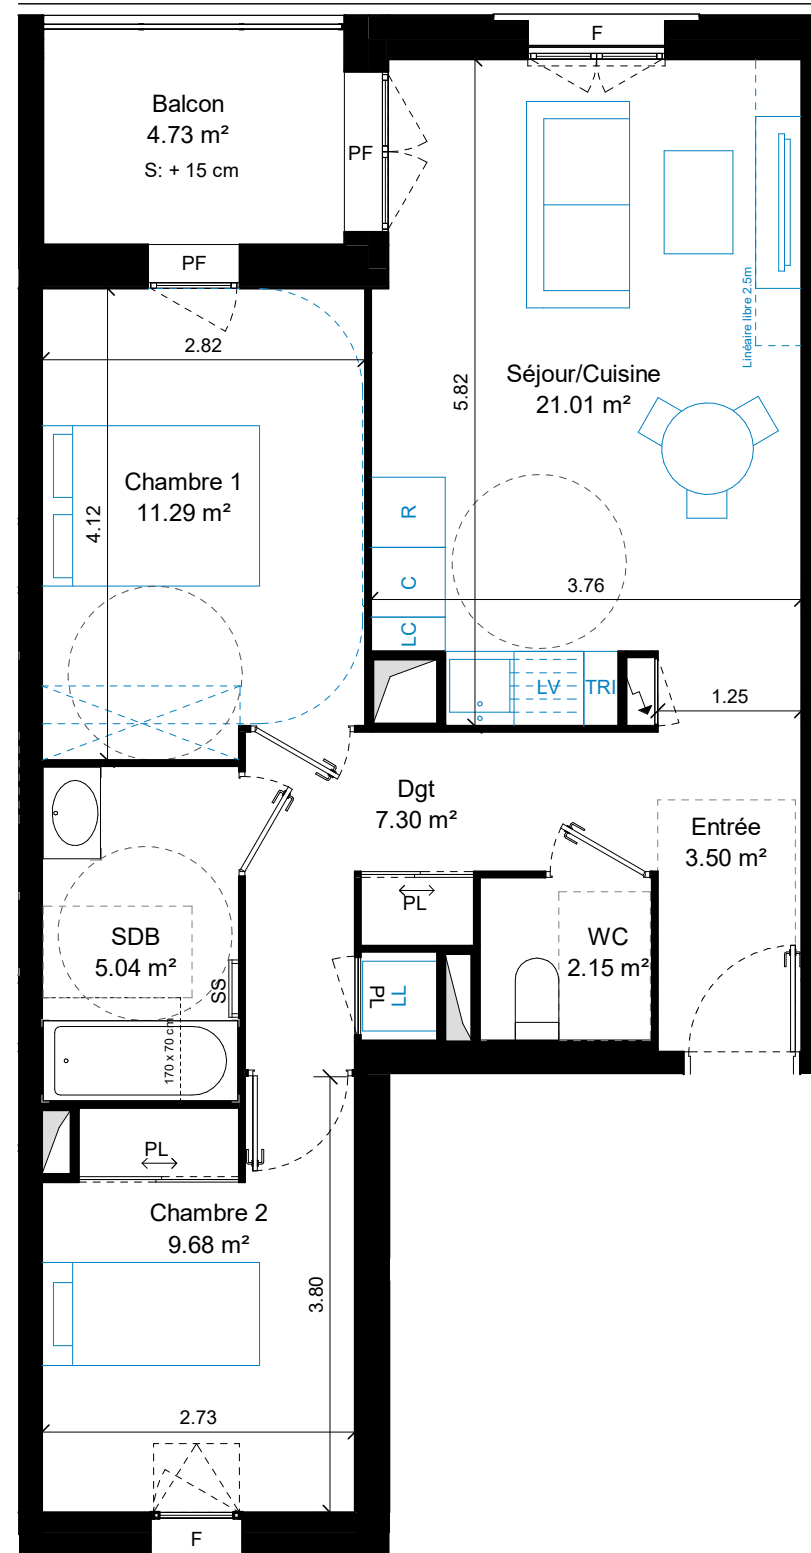 F
Balcon
4.73 m²
S: + 15 cm
PF
PF
Linéaire libre 2.5m
2.82
Séjour/Cuisine
21.01 m²
5.82
Chambre 1
11.29 m²
4.12
R
C
LC
3.76
LV
TRI
1.25
Dgt
7.30 m²
Entrée
3.50 m²
PL
SDB
5.04 m²
WC
2.15 m²
SS
PL
LL
170 x 70 cm
PL
Chambre 2
9.68 m²
3.80
2.73
F